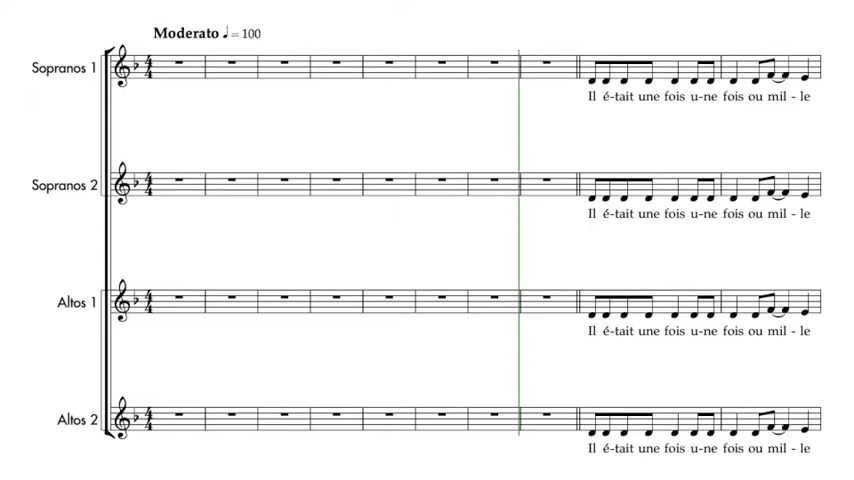 Moderato ♩ = 100
Sopranos 1
Il é-tait une fois u-ne fois ou mil - le
Sopranos 2
Il é-tait une fois u-ne fois ou mil - le
Altos 1
Il é-tait une fois u-ne fois ou mil - le
Altos 2
Il é-tait une fois u-ne fois ou mil - le